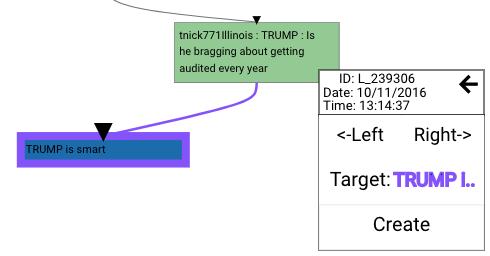 tnick771Illinois : TRUMP : Is
he bragging about getting
audited every year
ID: L_239306
Date: 10/11/2016
Time: 13:14:37
<-Left Right->
TRUMP is smart
Target: TRUMP I..
Create